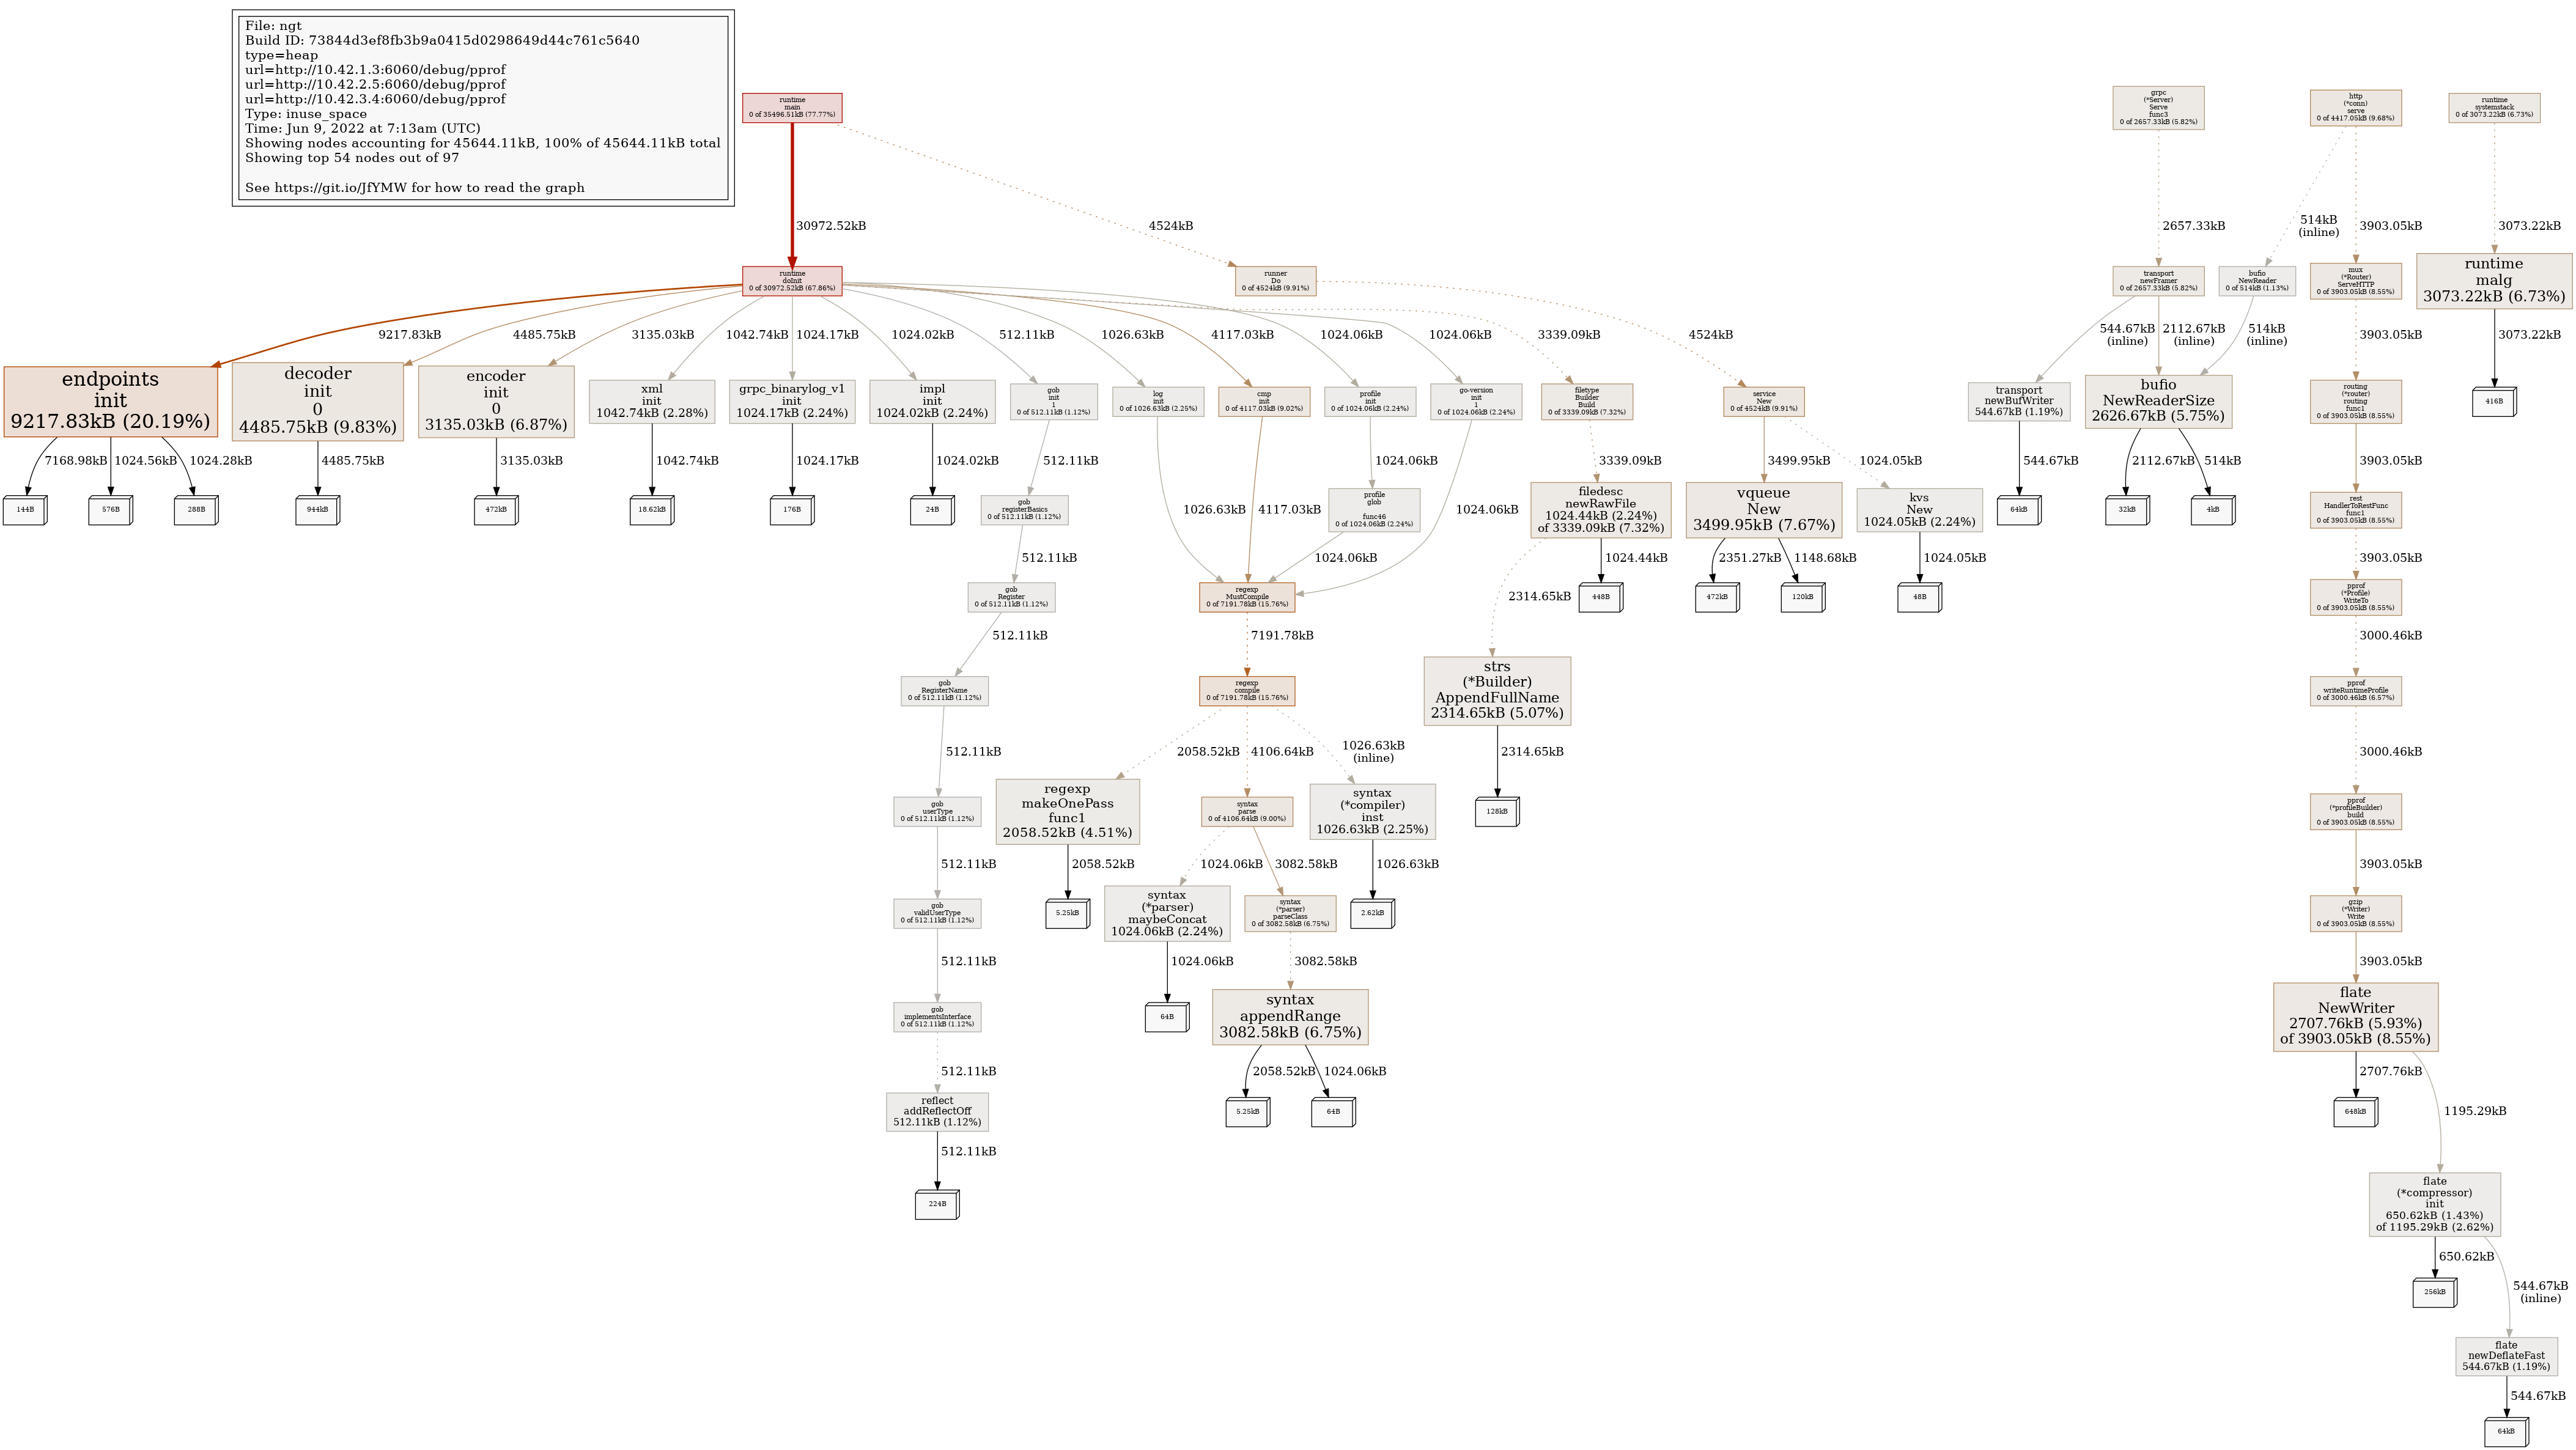 File: ngt
Build ID: 73844d3ef8fb3b9a0415d0298649d44c761c5640
type=heap
url=http://10.42.1.3:6060/debug/pprof
url=http://10.42.2.5:6060/debug/pprof
url=http://10.42.3.4:6060/debug/pprof
Type: inuse_space
Time: Jun 9, 2022 at 7:13am (UTC)
Showing nodes accounting for 45644.11kB, 100% of 45644.11kB total
Showing top 54 nodes out of 97
See https://git.io/JfYMW for how to read the graph
runtime
main
0 of 35496.51kB (77.77%)
grpc
(*Server)
Serve
func3
0 of 2657.33kB (5.82%)
http
(*conn)
serve
0 of 4417.05kB (9.68%)
runtime
systemstack
0 of 3073.22kB (6.73%)
30972.52kB
4524kB
2657.33kB
514kB
(inline)
3903.05kB
3073.22kB
runtime
doInit
0 of 30972.52kB (67.86%)
runner
Do
0 of 4524kB (9.91%)
transport
newFramer
0 of 2657.33kB (5.82%)
bufio
NewReader
0 of 514kB (1.13%)
mux
(*Router)
ServeHTTP
0 of 3903.05kB (8.55%)
runtime
malg
3073.22kB (6.73%)
9217.83kB
4485.75kB
3135.03kB
1042.74kB
1024.17kB
1024.02kB
512.11kB
1026.63kB
4117.03kB
1024.06kB
1024.06kB
3339.09kB
4524kB
544.67kB
(inline)
2112.67kB
(inline)
514kB
(inline)
3903.05kB
3073.22kB
endpoints
init
9217.83kB (20.19%)
decoder
init
0
4485.75kB (9.83%)
encoder
init
0
3135.03kB (6.87%)
xml
init
1042.74kB (2.28%)
grpc_binarylog_v1
init
1024.17kB (2.24%)
impl
init
1024.02kB (2.24%)
gob
init
1
0 of 512.11kB (1.12%)
log
init
0 of 1026.63kB (2.25%)
cmp
init
0 of 4117.03kB (9.02%)
profile
init
0 of 1024.06kB (2.24%)
go-version
init
1
0 of 1024.06kB (2.24%)
filetype
Builder
Build
0 of 3339.09kB (7.32%)
service
New
0 of 4524kB (9.91%)
transport
newBufWriter
544.67kB (1.19%)
bufio
NewReaderSize
2626.67kB (5.75%)
routing
(*router)
routing
func1
0 of 3903.05kB (8.55%)
416B
7168.98kB
1024.56kB
1024.28kB
4485.75kB
3135.03kB
1042.74kB
1024.17kB
1024.02kB
512.11kB
1026.63kB
4117.03kB
1024.06kB
1024.06kB
3339.09kB
3499.95kB
1024.05kB
544.67kB
2112.67kB
514kB
3903.05kB
144B
576B
288B
944kB
472kB
18.62kB
176B
24B
gob
registerBasics
0 of 512.11kB (1.12%)
profile
glob
func46
0 of 1024.06kB (2.24%)
filedesc
newRawFile
1024.44kB (2.24%)
of 3339.09kB (7.32%)
vqueue
New
3499.95kB (7.67%)
kvs
New
1024.05kB (2.24%)
64kB
32kB
4kB
rest
HandlerToRestFunc
func1
0 of 3903.05kB (8.55%)
512.11kB
1024.06kB
2314.65kB
1024.44kB
2351.27kB
1148.68kB
1024.05kB
3903.05kB
gob
Register
0 of 512.11kB (1.12%)
regexp
MustCompile
0 of 7191.78kB (15.76%)
448B
472kB
120kB
48B
pprof
(*Profile)
WriteTo
0 of 3903.05kB (8.55%)
512.11kB
7191.78kB
3000.46kB
gob
RegisterName
0 of 512.11kB (1.12%)
regexp
compile
0 of 7191.78kB (15.76%)
strs
(*Builder)
AppendFullName
2314.65kB (5.07%)
pprof
writeRuntimeProfile
0 of 3000.46kB (6.57%)
512.11kB
2058.52kB
4106.64kB
1026.63kB
(inline)
2314.65kB
3000.46kB
gob
userType
0 of 512.11kB (1.12%)
regexp
makeOnePass
func1
2058.52kB (4.51%)
syntax
parse
0 of 4106.64kB (9.00%)
syntax
(*compiler)
inst
1026.63kB (2.25%)
128kB
pprof
(*profileBuilder)
build
0 of 3903.05kB (8.55%)
512.11kB
2058.52kB
1024.06kB
3082.58kB
1026.63kB
3903.05kB
gob
validUserType
0 of 512.11kB (1.12%)
5.25kB
syntax
(*parser)
maybeConcat
1024.06kB (2.24%)
syntax
(*parser)
parseClass
0 of 3082.58kB (6.75%)
2.62kB
gzip
(*Writer)
Write
0 of 3903.05kB (8.55%)
512.11kB
1024.06kB
3082.58kB
3903.05kB
gob
implementsInterface
0 of 512.11kB (1.12%)
64B
syntax
appendRange
3082.58kB (6.75%)
flate
NewWriter
2707.76kB (5.93%)
of 3903.05kB (8.55%)
512.11kB
2058.52kB
1024.06kB
2707.76kB
1195.29kB
reflect
addReflectOff
512.11kB (1.12%)
5.25kB
64B
648kB
512.11kB
224B
flate
(*compressor)
init
650.62kB (1.43%)
of 1195.29kB (2.62%)
650.62kB
544.67kB
(inline)
256kB
flate
newDeflateFast
544.67kB (1.19%)
544.67kB
64kB